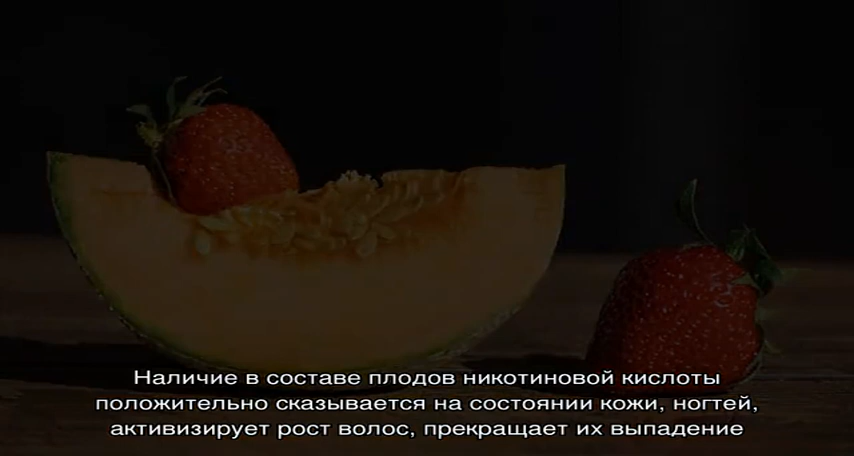 Наличие в составе плодов никотиновой кислоты
положительно сказывается на состоянии кожи, ногтей,
активизирует рост волос, прекращает их выпадение